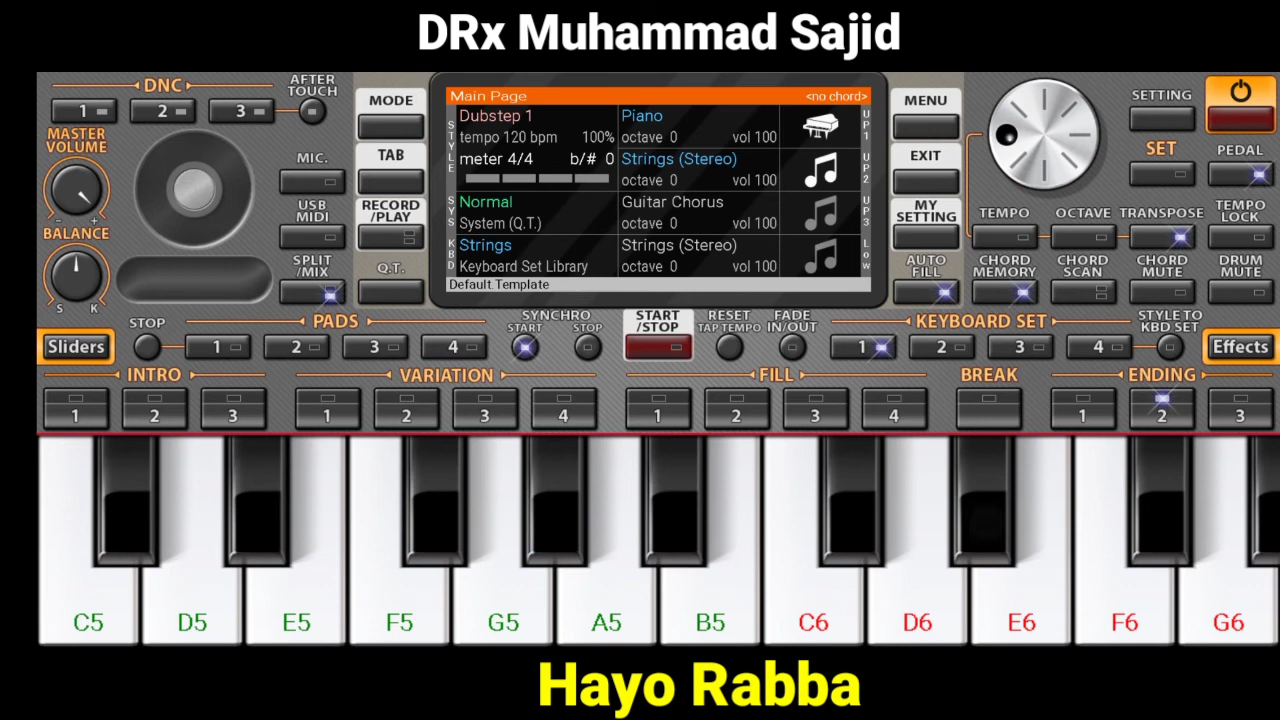 DRx Muhammad Sajid
DNC
AFTER
TOUCH
1 2 3
MASTER
VOLUME
- +
BALANCE
S K
MIC.
USB
MIDI
SPLIT
/MIX
MODE
TAB
RECORD
/PLAY
Q.T.
Main Page <no chord>
STYLE
Dubstep 1
tempo 120 bpm 100%
meter 4/4 b/# 0
SYS
Normal
System (Q.T.)
KBD
Strings
Keyboard Set Library
Piano
octave 0 vol 100
UP1
Strings (Stereo)
octave 0 vol 100
UP2
Guitar Chorus
octave 0 vol 100
UP3
Strings (Stereo)
octave 0 vol 100
Low
Default.Template
MENU
EXIT
MY
SETTING
AUTO
FILL
SETTING
SET
PEDAL
TEMPO OCTAVE TRANSPOSE TEMPO
LOCK
CHORD
MEMORY
CHORD
SCAN
CHORD
MUTE
DRUM
MUTE
Sliders
STOP
PADS
1 2 3 4
SYNCHRO
START STOP
START
/STOP
RESET
TAP TEMPO
FADE
IN/OUT
KEYBOARD SET
1 2 3 4
STYLE TO
KBD SET
Effects
INTRO
1 2 3
VARIATION
1 2 3 4
FILL
1 2 3 4
BREAK
ENDING
1 2 3
C5 D5 E5 F5 G5 A5 B5 C6 D6 E6 F6 G6
Hayo Rabba